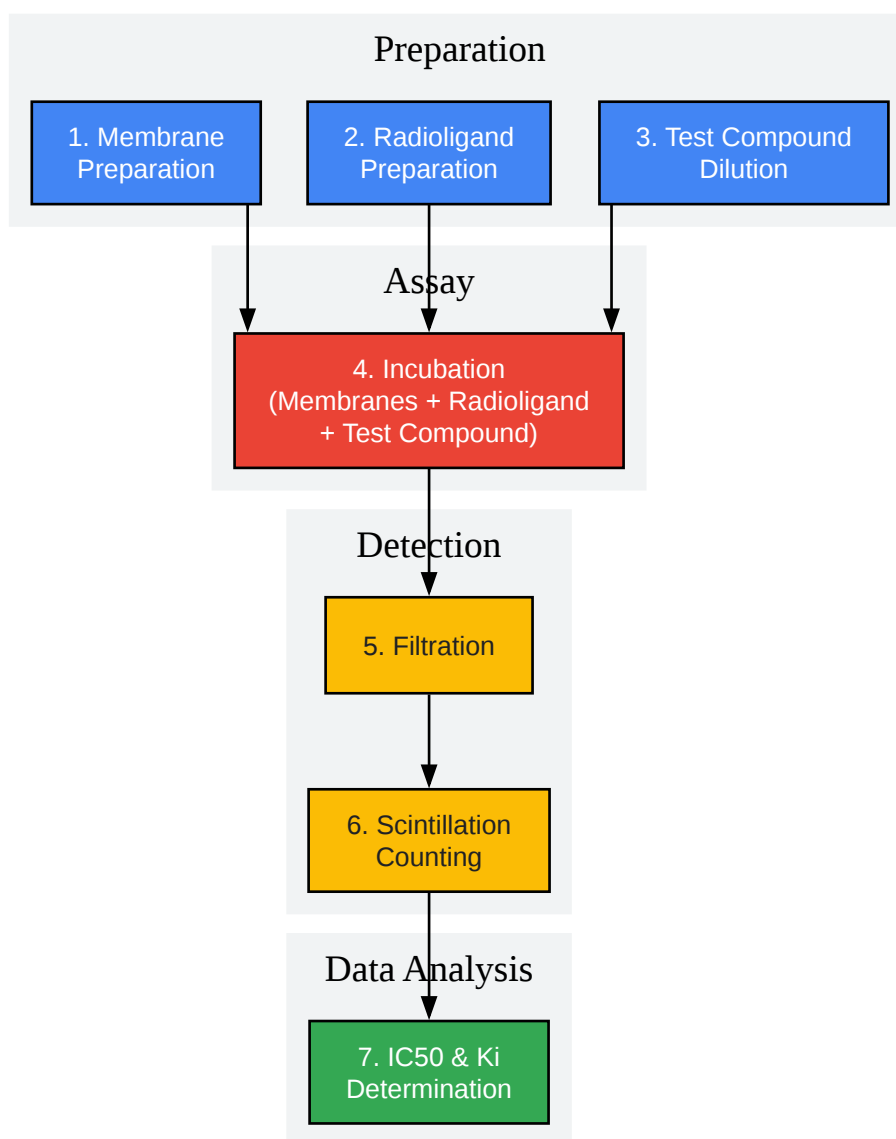 Preparation
1. Membrane
Preparation
2. Radioligand
Preparation
3. Test Compound
Dilution
Assay
4. Incubation
(Membranes + Radioligand
+ Test Compound)
Detection
5. Filtration
6. Scintillation
Counting
Data Analysis
7. IC50 & Ki
Determination